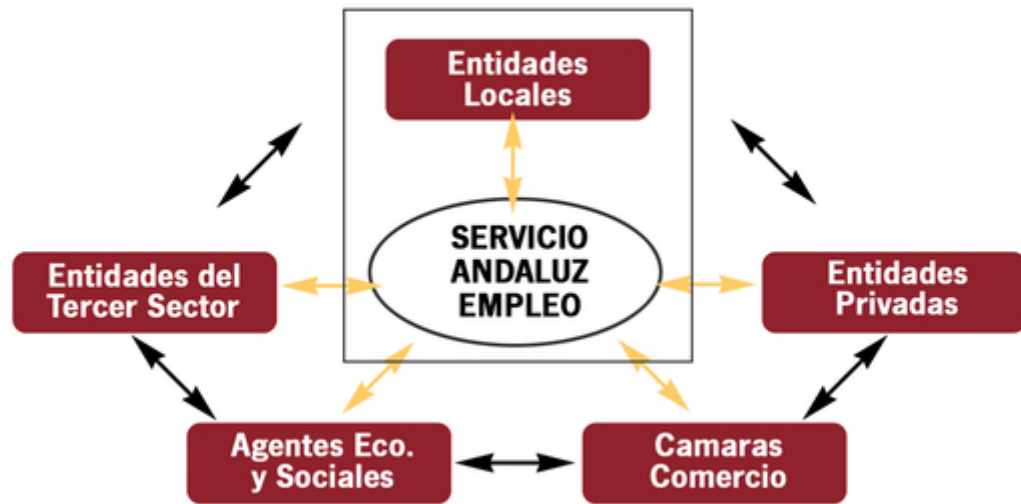 Entidades
Locales
SERVICIO
ANDALUZ
EMPLEO
Entidades del
Tercer Sector
Entidades
Privadas
Agentes Eco.
y Sociales
Camaras
Comercio